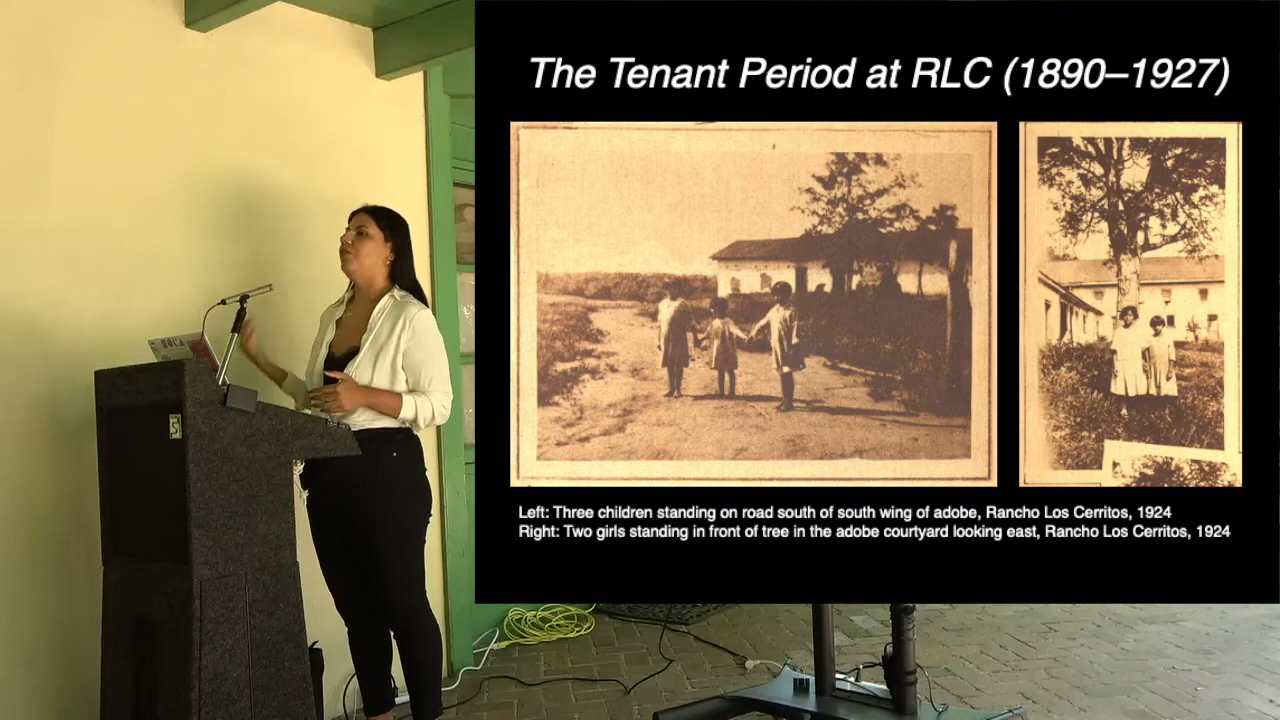 The Tenant Period at RLC (1890–1927)
Left: Three children standing on road south of south wing of adobe, Rancho Los Cerritos, 1924
Right: Two girls standing in front of tree in the adobe courtyard looking east, Rancho Los Cerritos, 1924